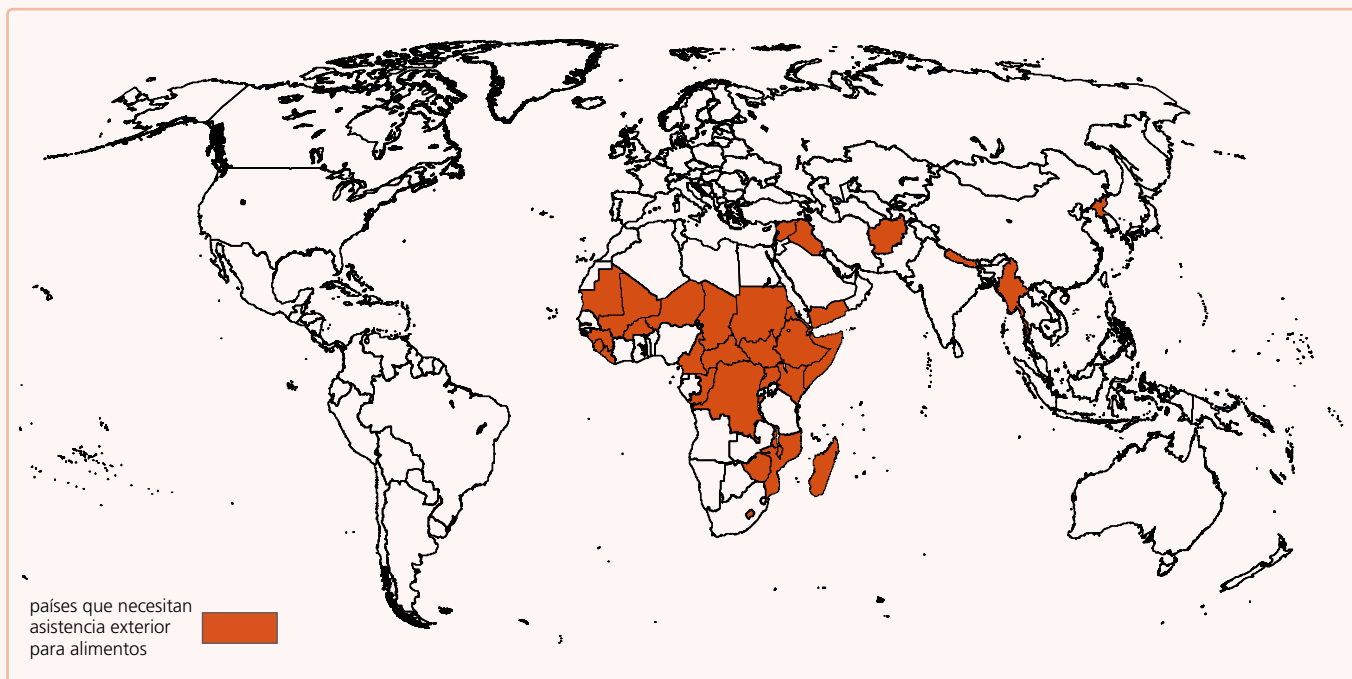 países que necesitan
asistencia exterior
para alimentos